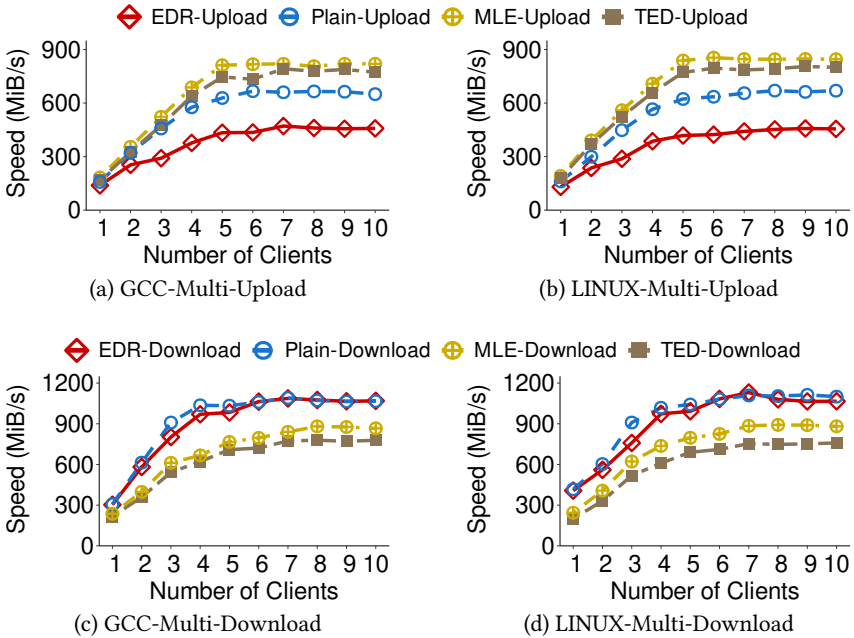 EDR-Upload Plain-Upload MLE-Upload TED-Upload
Speed (MiB/s)
900
600
300
0
1 2 3 4 5 6 7 8 9 10
Number of Clients
(a) GCC-Multi-Upload
Speed (MiB/s)
900
600
300
0
1 2 3 4 5 6 7 8 9 10
Number of Clients
(b) LINUX-Multi-Upload
EDR-Download Plain-Download MLE-Download TED-Download
Speed (MiB/s)
1200
900
600
300
0
1 2 3 4 5 6 7 8 9 10
Number of Clients
(c) GCC-Multi-Download
Speed (MiB/s)
1200
900
600
300
0
1 2 3 4 5 6 7 8 9 10
Number of Clients
(d) LINUX-Multi-Download